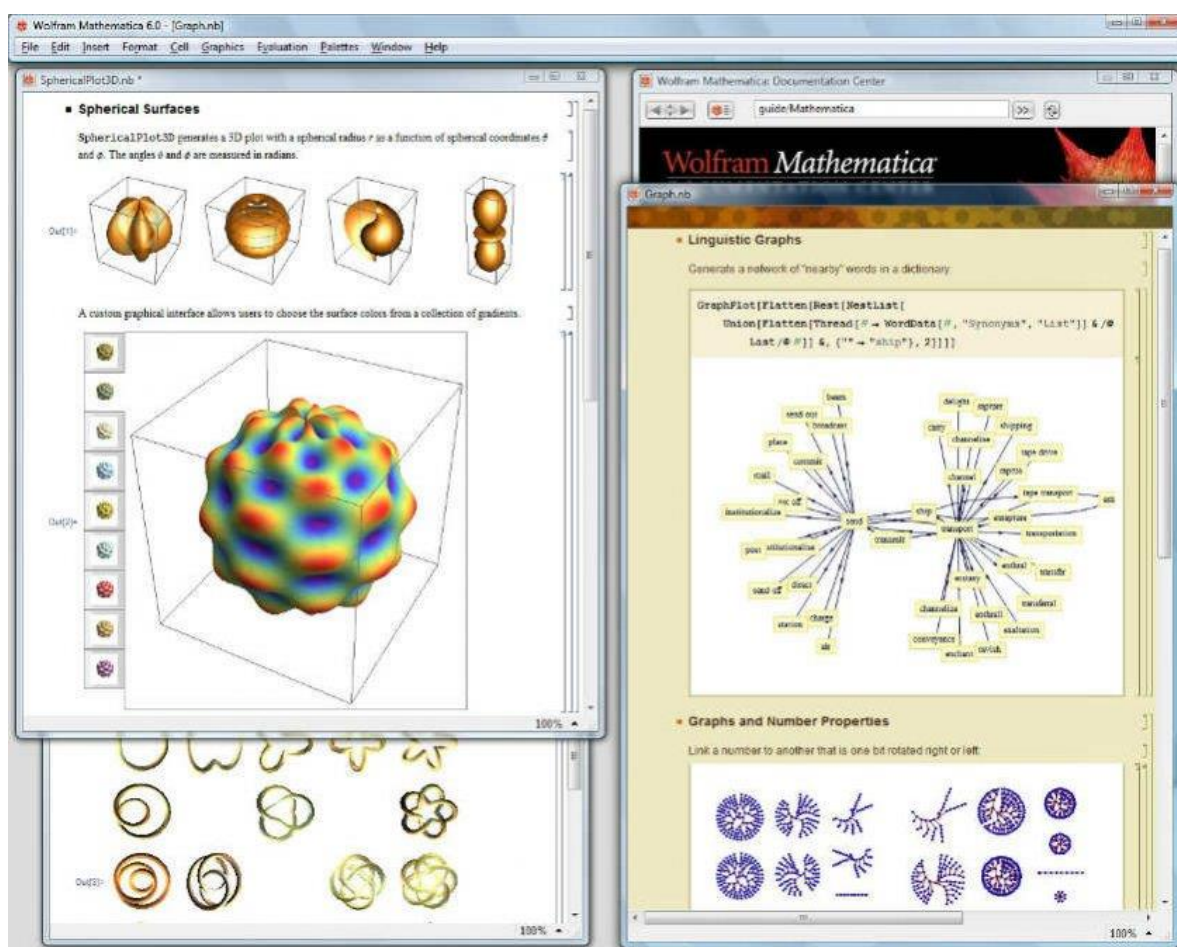 Wolfram Mathematica 6.0 - [Graph.nb]
File Edit Insert Format Cell Graphics Evaluation Palettes Window Help
SphericalPlot3D.nb *
Spherical Surfaces
SphericalPlot3D generates a 3D plot with a spherical radius r as a function of spherical coordinates θ
and ϕ. The angles θ and ϕ are measured in radians.
Out[1]=
A custom graphical interface allows users to choose the surface colors from a collection of gradients.
Out[2]=
100%
Out[3]=
100%
Wolfram Mathematica: Documentation Center
guide/Mathematica
Wolfram Mathematica
Graph.nb
Linguistic Graphs
Generate a network of "nearby" words in a dictionary:
GraphPlot[Flatten[Rest[NestList[
Union[Flatten[Thread[# → WordData[#, "Synonyms", "List"]] & /@
Last /@ #]] &, {"" → "ship"}, 2]]]]
beam
send out
broadcast
place
commit
mail
institutionalize
post
send off
direct
station
charge
air
send
transmit
ship
transport
delight
carry
channelise
shipping
tape drive
channel
tape transport
enrapture
transportation
enthral
transfer
ecstasy
transferral
channelize
enthrall
exaltation
conveyance
enchant
ravish
Graphs and Number Properties
Link a number to another that is one bit rotated right or left:
100%